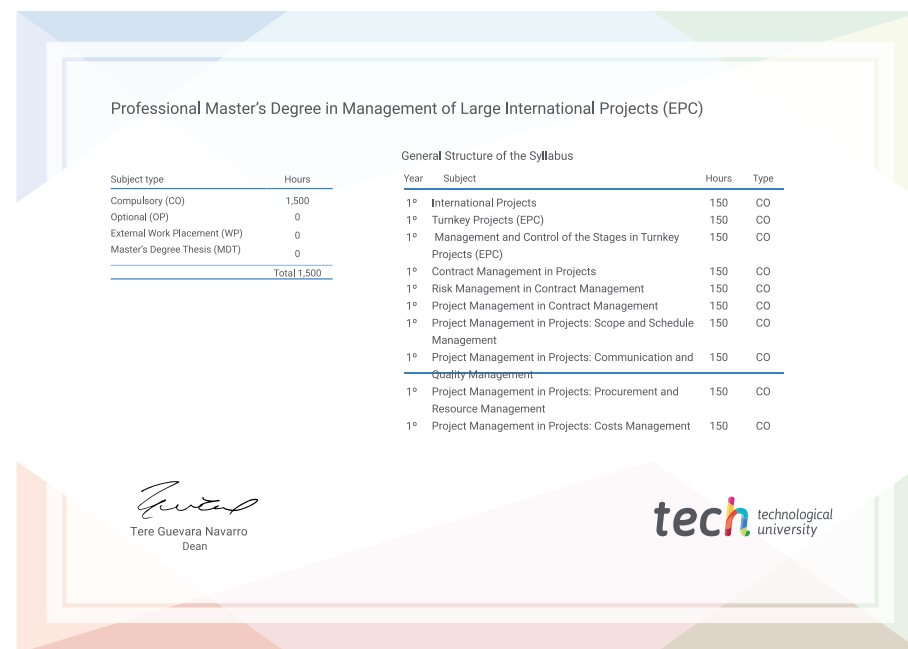 Professional Master's Degree in Management of Large International Projects (EPC)
Subject type Hours
Compulsory (CO) 1,500
Optional (OP) 0
External Work Placement (WP) 0
Master's Degree Thesis (MDT) 0
Total 1,500
General Structure of the Syllabus
Year Subject Hours Type
1º International Projects 150 CO
1º Turnkey Projects (EPC) 150 CO
1º Management and Control of the Stages in Turnkey 150 CO
Projects (EPC)
1º Contract Management in Projects 150 CO
1º Risk Management in Contract Management 150 CO
1º Project Management in Contract Management 150 CO
1º Project Management in Projects: Scope and Schedule 150 CO
Management
1º Project Management in Projects: Communication and 150 CO
Quality Management
1º Project Management in Projects: Procurement and 150 CO
Resource Management
1º Project Management in Projects: Costs Management 150 CO
Tere Guevara Navarro
Dean
tech technological
university